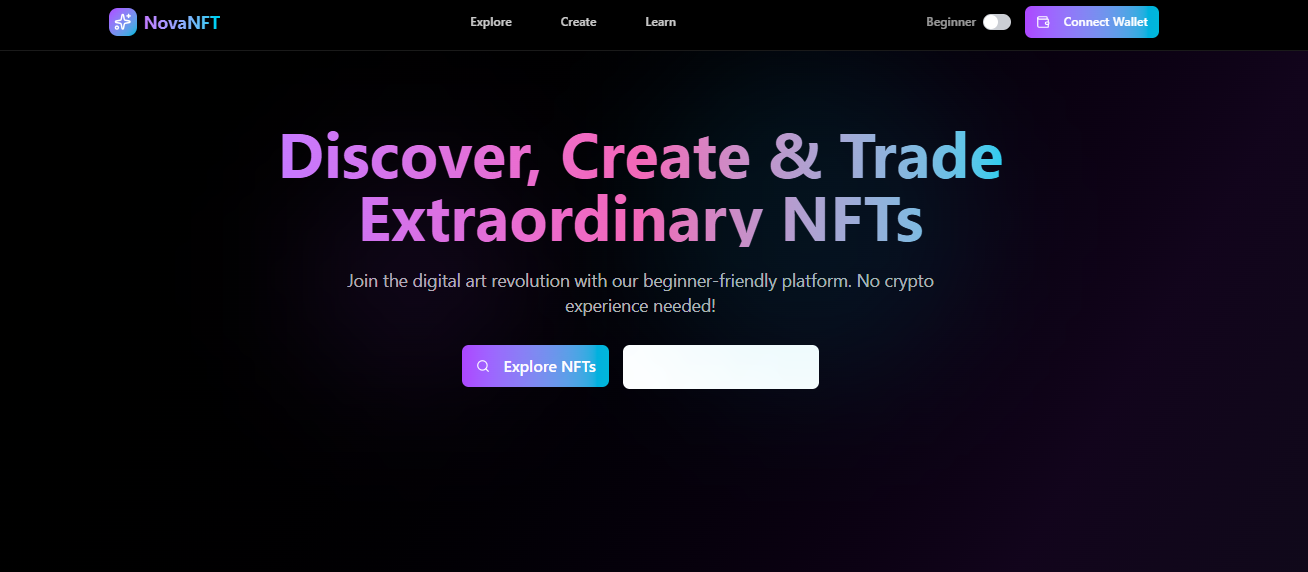 NovaNFT
Explore
Create
Learn
Beginner
Connect Wallet
Discover, Create & Trade
Extraordinary NFTs
Join the digital art revolution with our beginner-friendly platform. No crypto
experience needed!
Explore NFTs